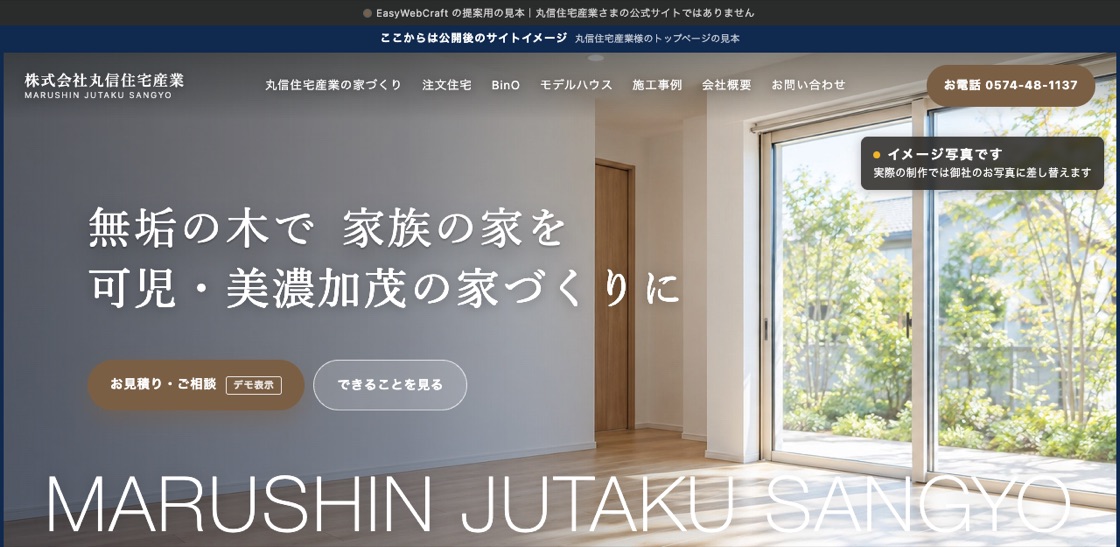 EasyWebCraft の提案用の見本｜丸信住宅産業さまの公式サイトではありません
ここからは公開後のサイトイメージ 丸信住宅産業様のトップページの見本
株式会社丸信住宅産業
MARUSHIN JUTAKU SANGYO
丸信住宅産業の家づくり 注文住宅 BinO モデルハウス 施工事例 会社概要 お問い合わせ
お電話 0574-48-1137
イメージ写真です
実際の制作では御社のお写真に差し替えます
無垢の木で 家族の家を
可児・美濃加茂の家づくりに
お見積り・ご相談 デモ表示 できることを見る
MARUSHIN JUTAKU SANGYO